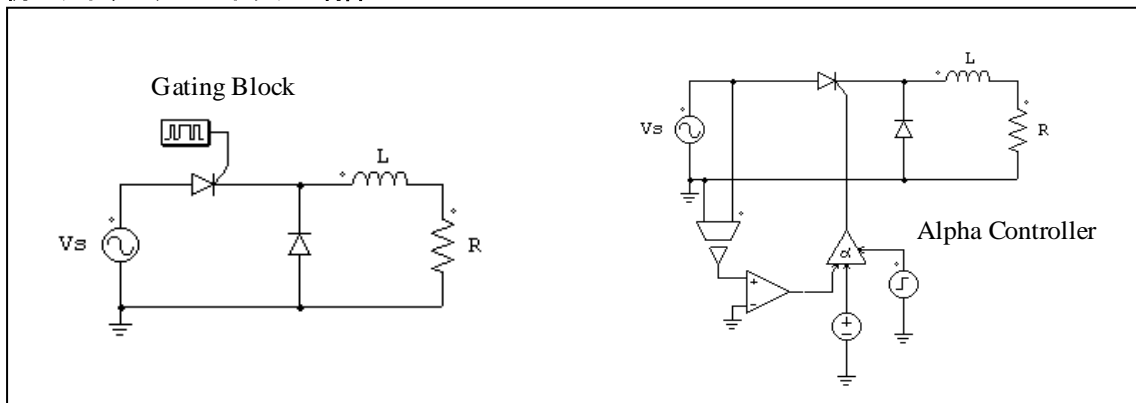 Gating Block
L
Vs
R
L
Vs
R
Alpha Controller
α
+
-
+
-